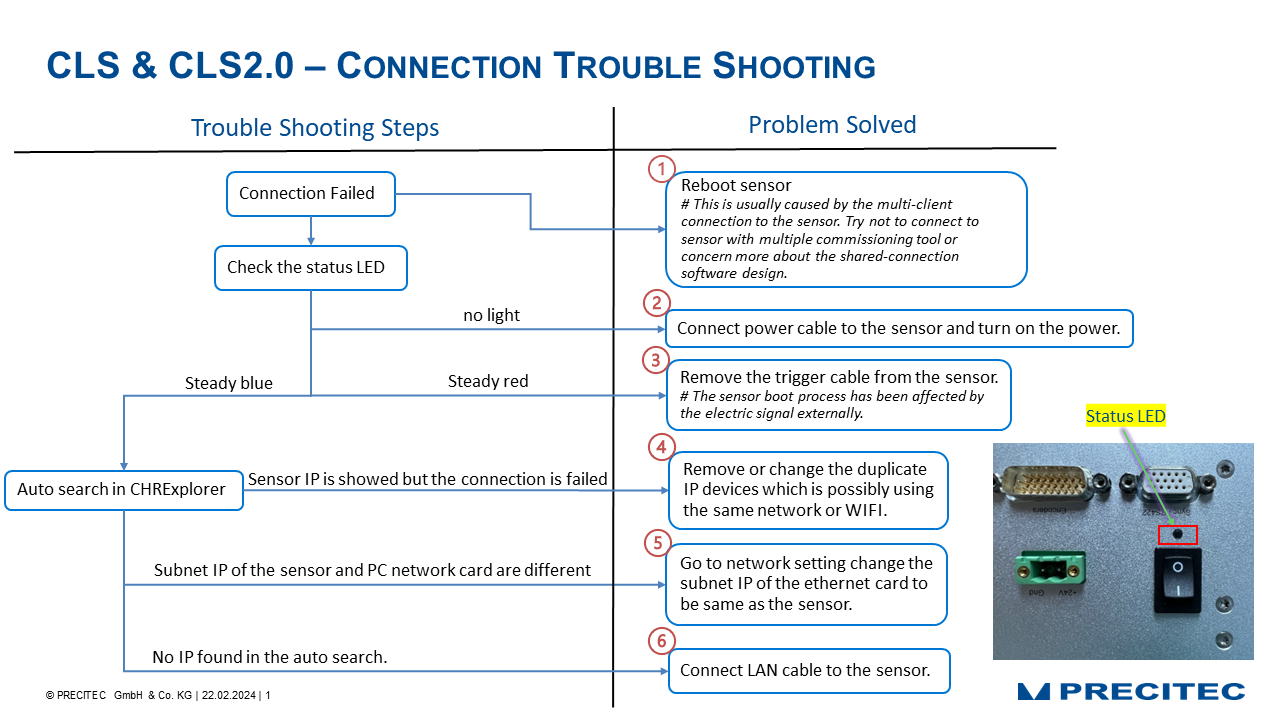 CLS & CLS2.0 – CONNECTION TROUBLE SHOOTING
Trouble Shooting Steps
Problem Solved
Connection Failed
Check the status LED
no light
Steady blue
Steady red
Auto search in CHRExplorer
Sensor IP is showed but the connection is failed
Subnet IP of the sensor and PC network card are different
No IP found in the auto search.
1
Reboot sensor
# This is usually caused by the multi-client
connection to the sensor. Try not to connect to
sensor with multiple commissioning tool or
concern more about the shared-connection
software design.
2
Connect power cable to the sensor and turn on the power.
3
Remove the trigger cable from the sensor.
# The sensor boot process has been affected by
the electric signal externally.
4
Remove or change the duplicate
IP devices which is possibly using
the same network or WIFI.
5
Go to network setting change the
subnet IP of the ethernet card to
be same as the sensor.
6
Connect LAN cable to the sensor.
Status LED
Encoders
Gnd
+24V
© PRECITEC GmbH & Co. KG | 22.02.2024 | 1
PRECITEC